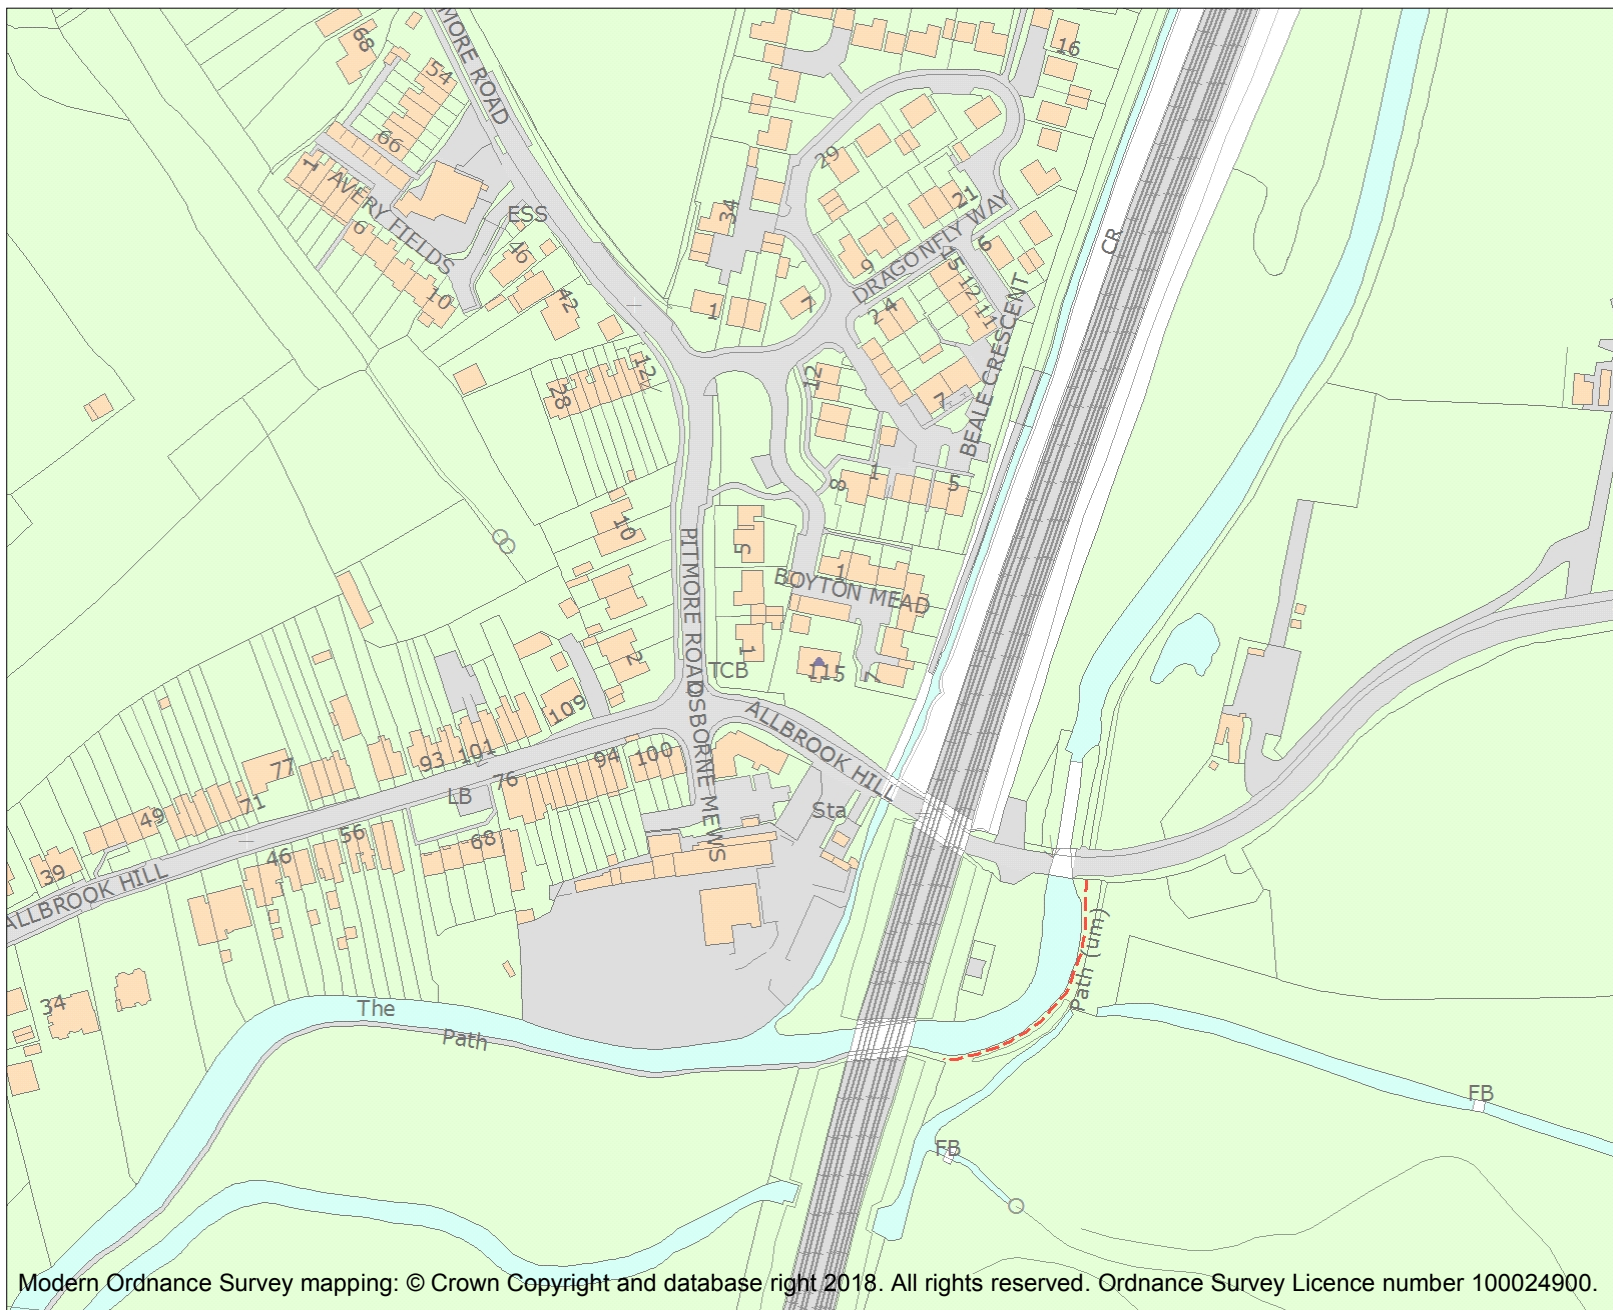 68
MORE ROAD
16
54
66
1
AVERY FIELDS
ESS
6
46
10
42
29
34
21
DRAGONFLY WAY
CR
6
9
15
12
11
1
7
2 4
BEALE CRESCENT
12
28
12
7
8
1
5
10
5
PITMORE ROAD
1
BOYTON MEAD
2
1
TCB
115
7
109
OSBORNE MEWS
ALLBROOK HILL
77
93
101
94
100
76
LB
71
49
56
68
46
39
Sta
ALLBROOK HILL
34
The
Path
Path (um)
FB
FB
Modern Ordnance Survey mapping: © Crown Copyright and database right 2018. All rights reserved. Ordnance Survey Licence number 100024900.